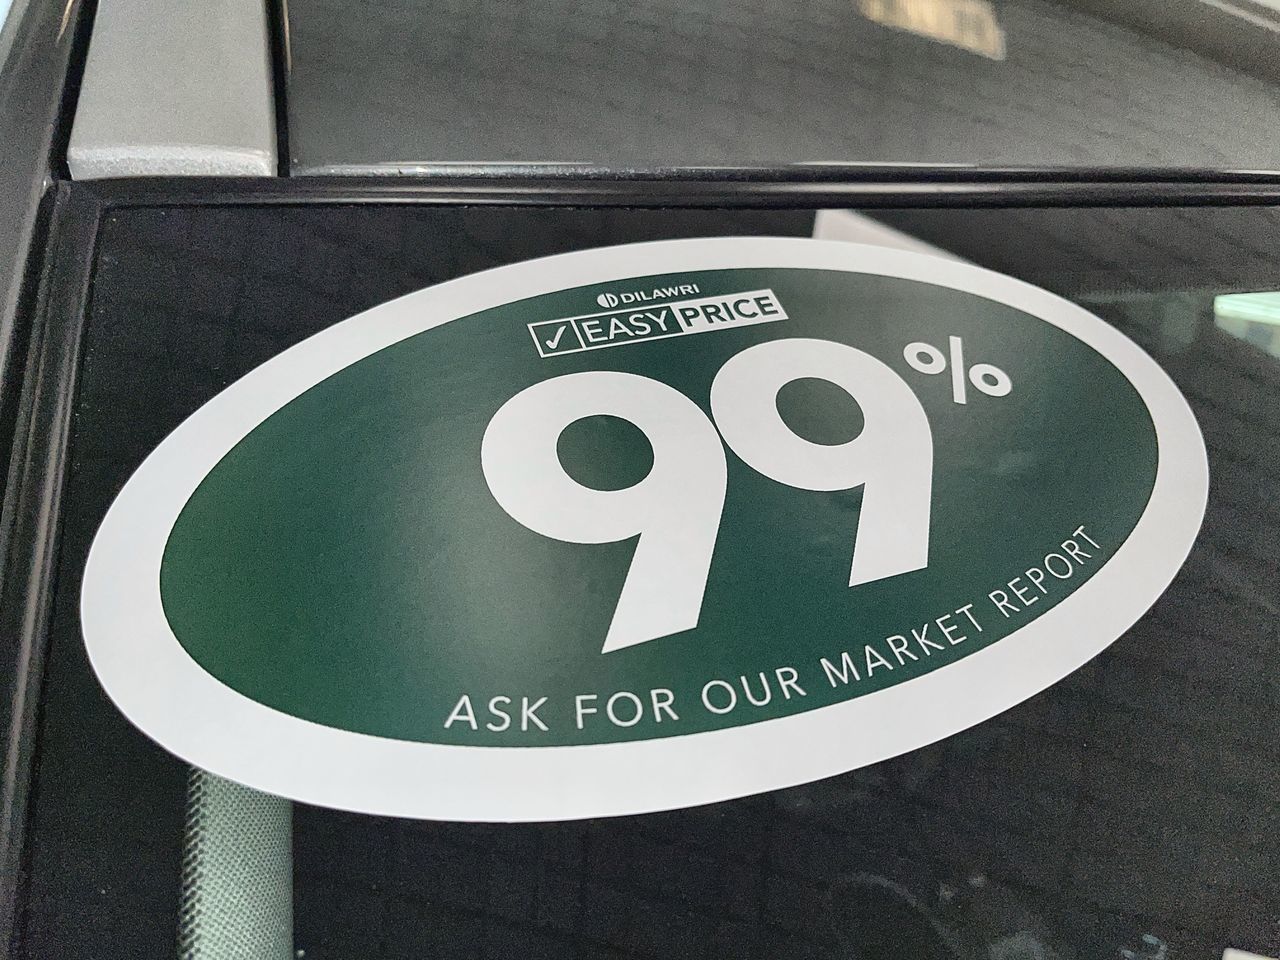 DILAWRI
✓ EASY PRICE
99%
ASK FOR OUR MARKET REPORT